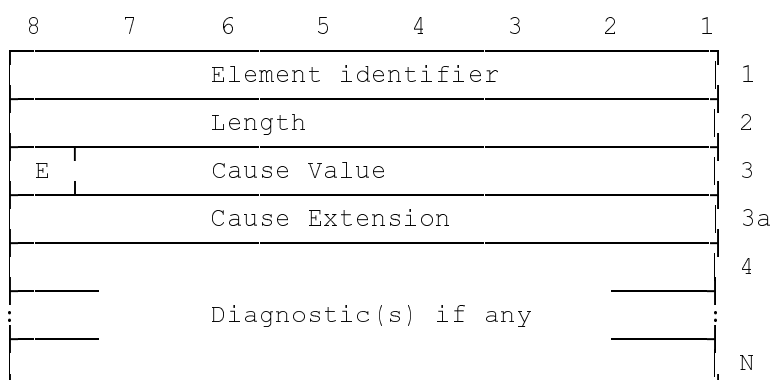 8 7 6 5 4 3 2 1
Element identifier 1
Length 2
E Cause Value 3
Cause Extension 3a
4
Diagnostic(s) if any
N